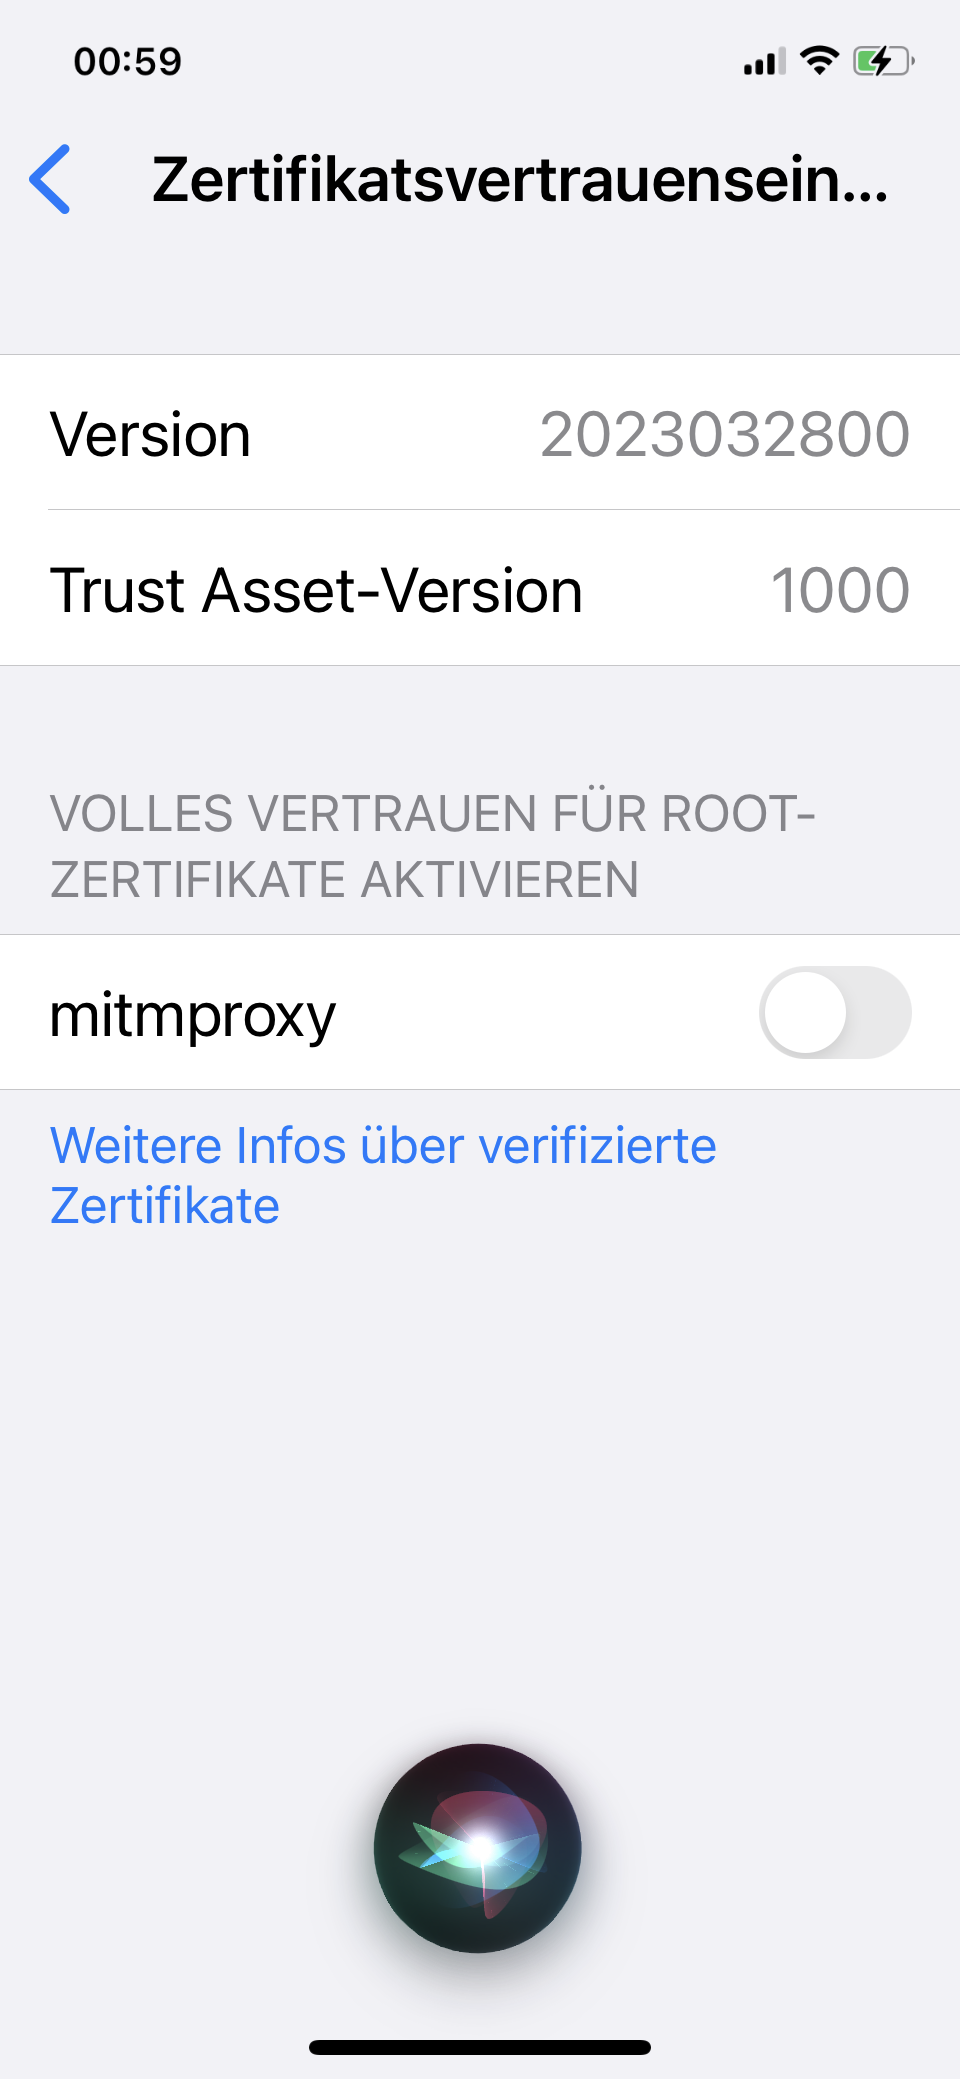 00:59
Zertifikatsvertrauensein...
Version 2023032800
Trust Asset-Version 1000
VOLLES VERTRAUEN FÜR ROOT-
ZERTIFIKATE AKTIVIEREN
mitmproxy
Weitere Infos über verifizierte
Zertifikate